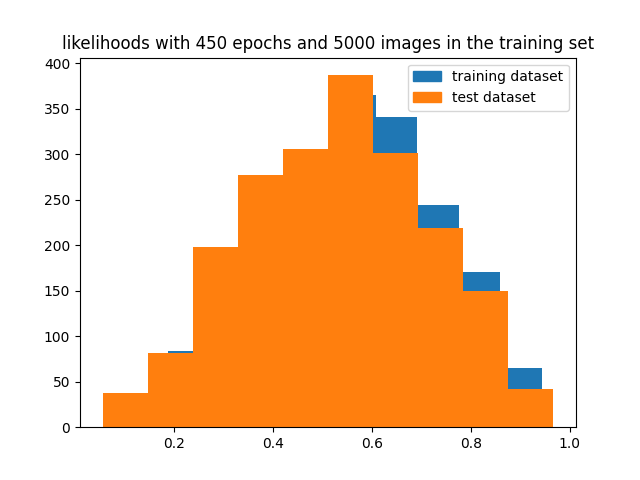 likelihoods with 450 epochs and 5000 images in the training set
training dataset
test dataset
400
350
300
250
200
150
100
50
0
0.2 0.4 0.6 0.8 1.0